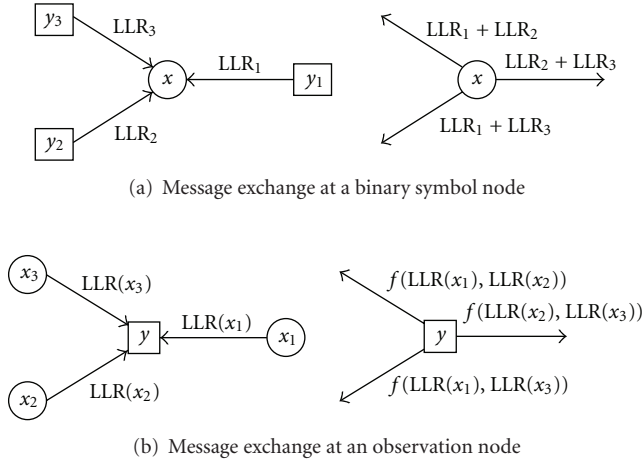 y₃
LLR₃
LLR₁ + LLR₂
LLR₁
LLR₂ + LLR₃
x
y₁
x
y₂
LLR₂
LLR₁ + LLR₃
(a) Message exchange at a binary symbol node
x₃
LLR(x₃)
f(LLR(x₁), LLR(x₂))
LLR(x₁)
f(LLR(x₂), LLR(x₃))
y
x₁
y
x₂
LLR(x₂)
f(LLR(x₁), LLR(x₃))
(b) Message exchange at an observation node